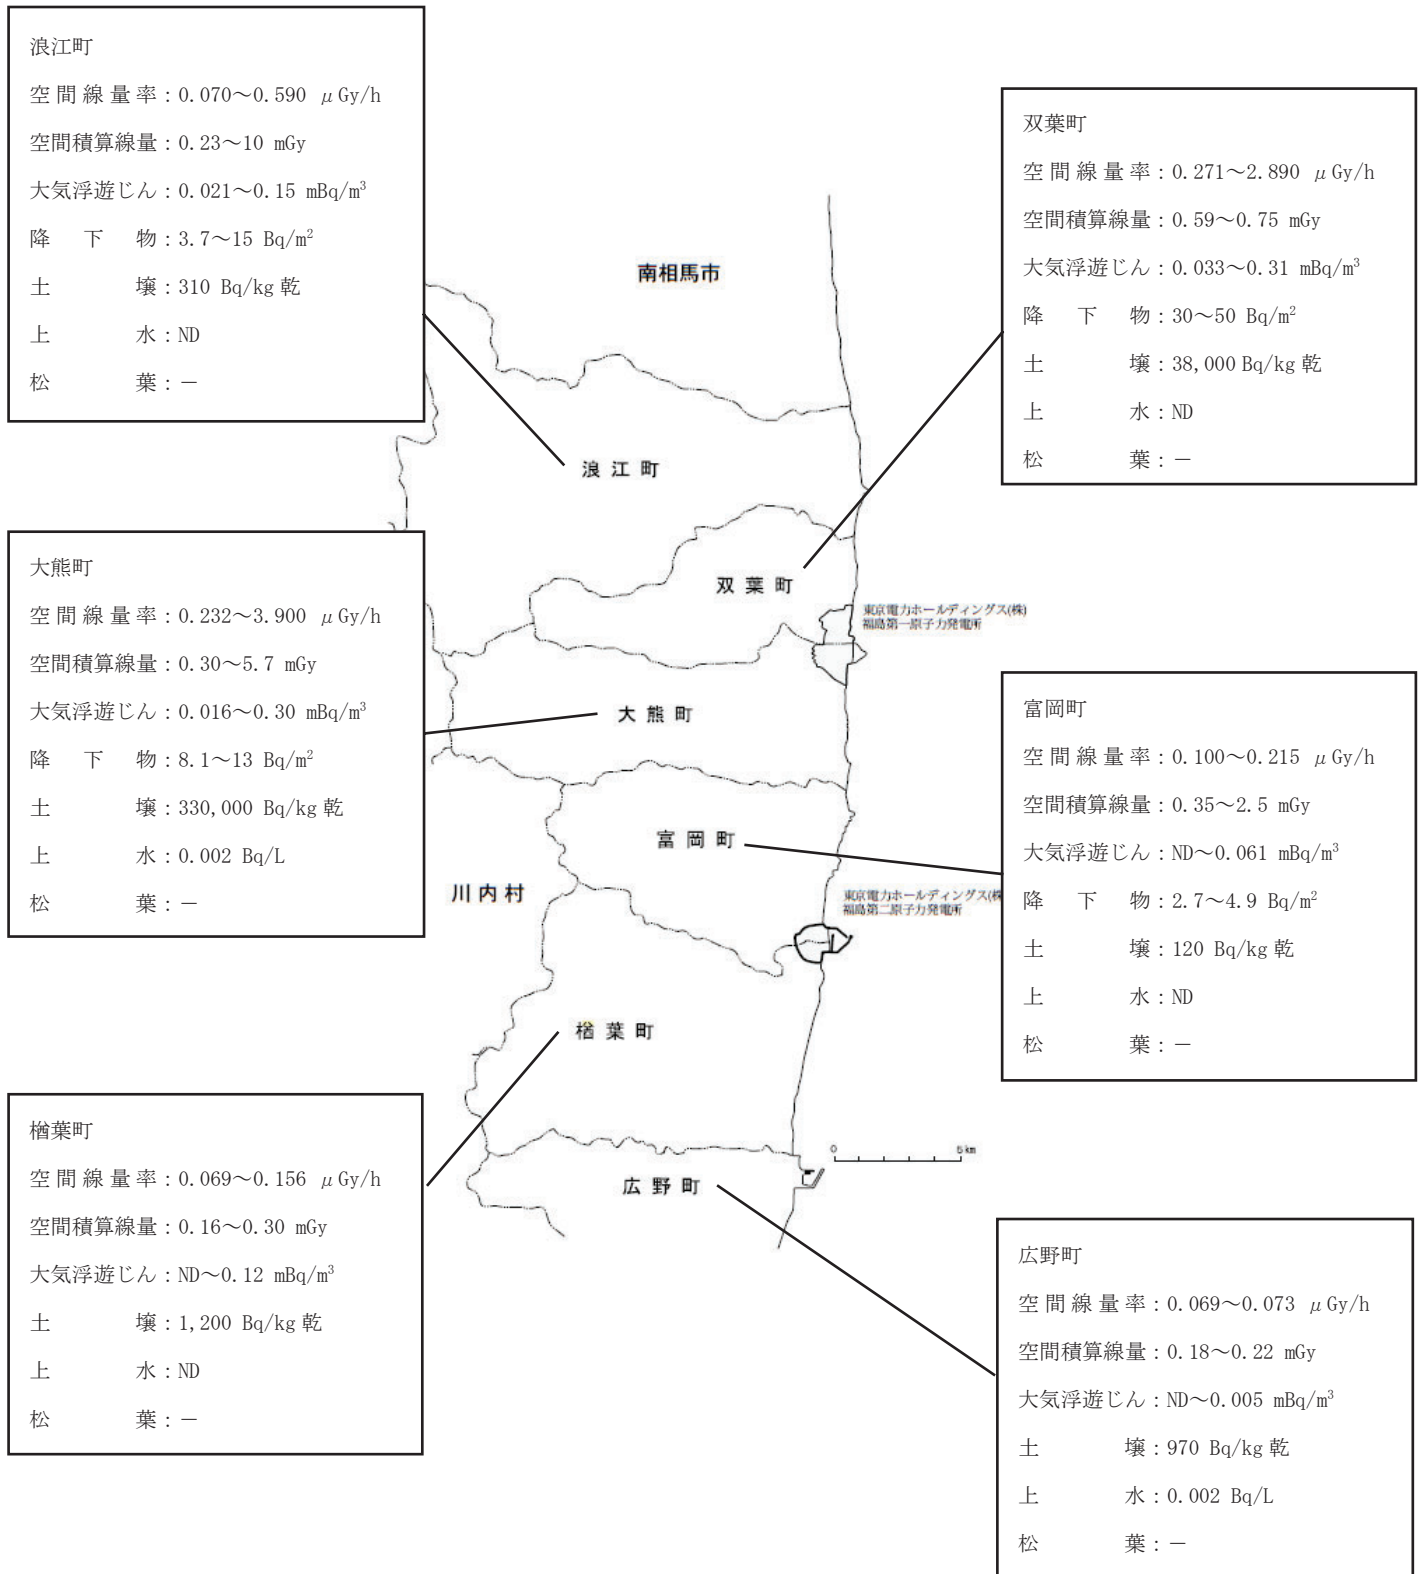 浪江町
空間線量率：0.070～0.590 μGy/h
空間積算線量：0.23～10 mGy
大気浮遊じん：0.021～0.15 mBq/m³
降下物：3.7～15 Bq/m²
土壌：310 Bq/kg 乾
上水：ND
松葉：－
双葉町
空間線量率：0.271～2.890 μGy/h
空間積算線量：0.59～0.75 mGy
大気浮遊じん：0.033～0.31 mBq/m³
降下物：30～50 Bq/m²
土壌：38,000 Bq/kg 乾
上水：ND
松葉：－
南相馬市
浪江町
双葉町
東京電力ホールディングス(株)
福島第一原子力発電所
大熊町
空間線量率：0.232～3.900 μGy/h
空間積算線量：0.30～5.7 mGy
大気浮遊じん：0.016～0.30 mBq/m³
降下物：8.1～13 Bq/m²
土壌：330,000 Bq/kg 乾
上水：0.002 Bq/L
松葉：－
大熊町
富岡町
川内村
東京電力ホールディングス(株
福島第二原子力発電所
富岡町
空間線量率：0.100～0.215 μGy/h
空間積算線量：0.35～2.5 mGy
大気浮遊じん：ND～0.061 mBq/m³
降下物：2.7～4.9 Bq/m²
土壌：120 Bq/kg 乾
上水：ND
松葉：－
楢葉町
楢葉町
空間線量率：0.069～0.156 μGy/h
空間積算線量：0.16～0.30 mGy
大気浮遊じん：ND～0.12 mBq/m³
土壌：1,200 Bq/kg 乾
上水：ND
松葉：－
0 5km
広野町
広野町
空間線量率：0.069～0.073 μGy/h
空間積算線量：0.18～0.22 mGy
大気浮遊じん：ND～0.005 mBq/m³
土壌：970 Bq/kg 乾
上水：0.002 Bq/L
松葉：－